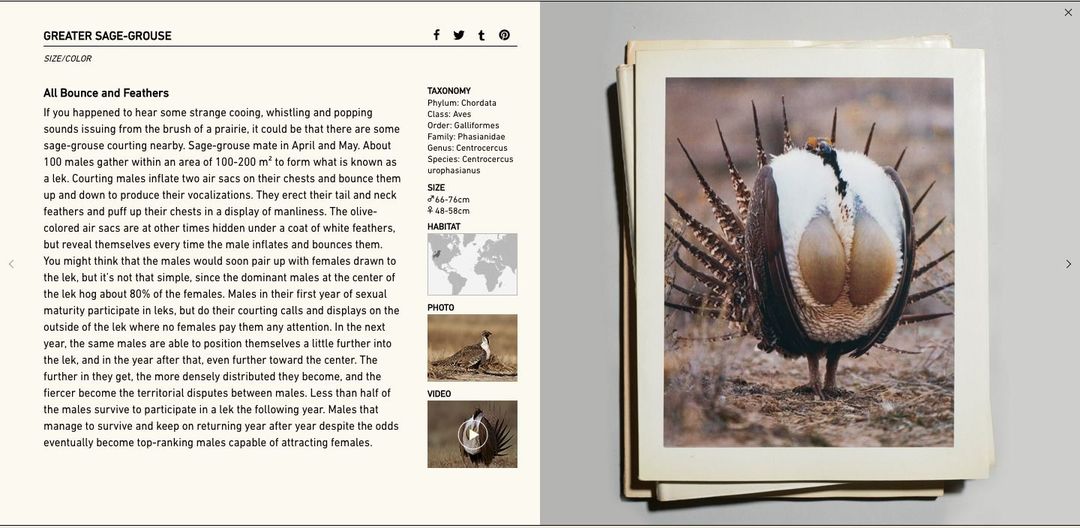 GREATER SAGE-GROUSE
SIZE/COLOR
All Bounce and Feathers
If you happened to hear some strange cooing, whistling and popping
sounds issuing from the brush of a prairie, it could be that there are some
sage-grouse courting nearby. Sage-grouse mate in April and May. About
100 males gather within an area of 100-200 m² to form what is known as
a lek. Courting males inflate two air sacs on their chests and bounce them
up and down to produce their vocalizations. They erect their tail and neck
feathers and puff up their chests in a display of manliness. The olive-
colored air sacs are at other times hidden under a coat of white feathers,
but reveal themselves every time the male inflates and bounces them.
You might think that the males would soon pair up with females drawn to
the lek, but it's not that simple, since the dominant males at the center of
the lek hog about 80% of the females. Males in their first year of sexual
maturity participate in leks, but do their courting calls and displays on the
outside of the lek where no females pay them any attention. In the next
year, the same males are able to position themselves a little further into
the lek, and in the year after that, even further toward the center. The
further in they get, the more densely distributed they become, and the
fiercer become the territorial disputes between males. Less than half of
the males survive to participate in a lek the following year. Males that
manage to survive and keep on returning year after year despite the odds
eventually become top-ranking males capable of attracting females.
TAXONOMY
Phylum: Chordata
Class: Aves
Order: Galliformes
Family: Phasianidae
Genus: Centrocercus
Species: Centrocercus
urophasianus
SIZE
♂66-76cm
♀48-58cm
HABITAT
PHOTO
VIDEO